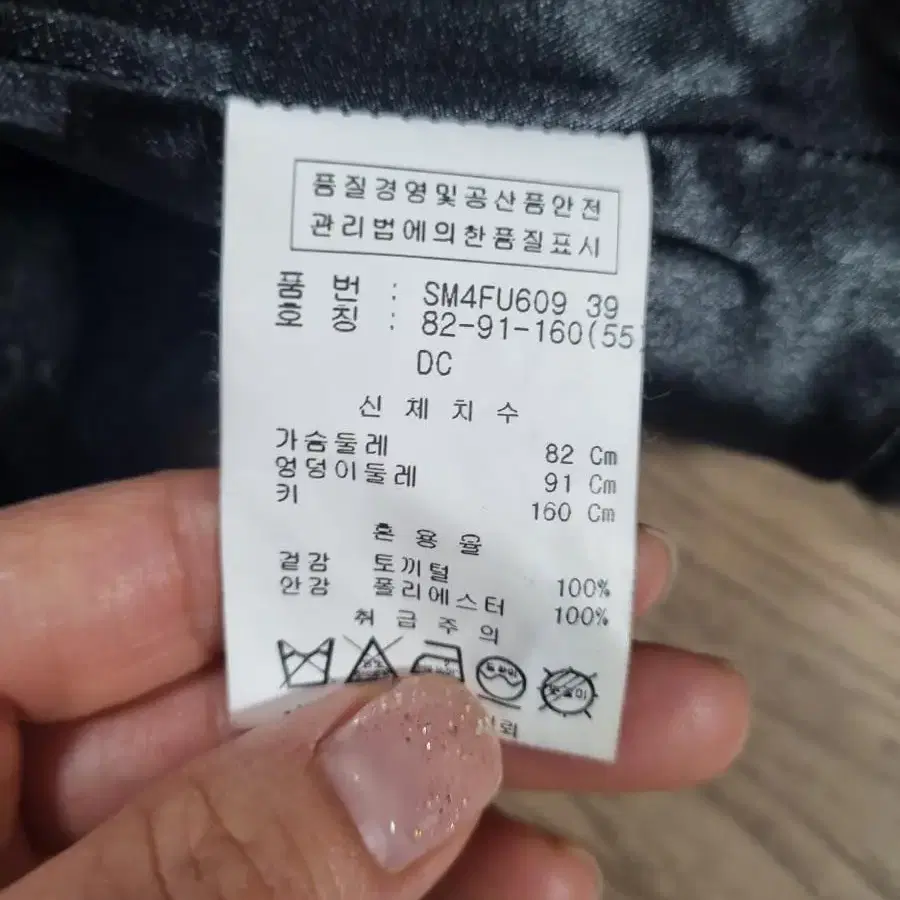 품질경영및공산품안전
관리법에의한품질표시
품 번 : SM4FU609 39
호 칭 : 82-91-160(55
DC
신 체 치 수
가슴둘레 82 Cm
엉덩이둘레 91 Cm
키 160 Cm
혼 용 율
겉감 토끼털 100%
안감 폴리에스터 100%
취 급 주 의
드라이